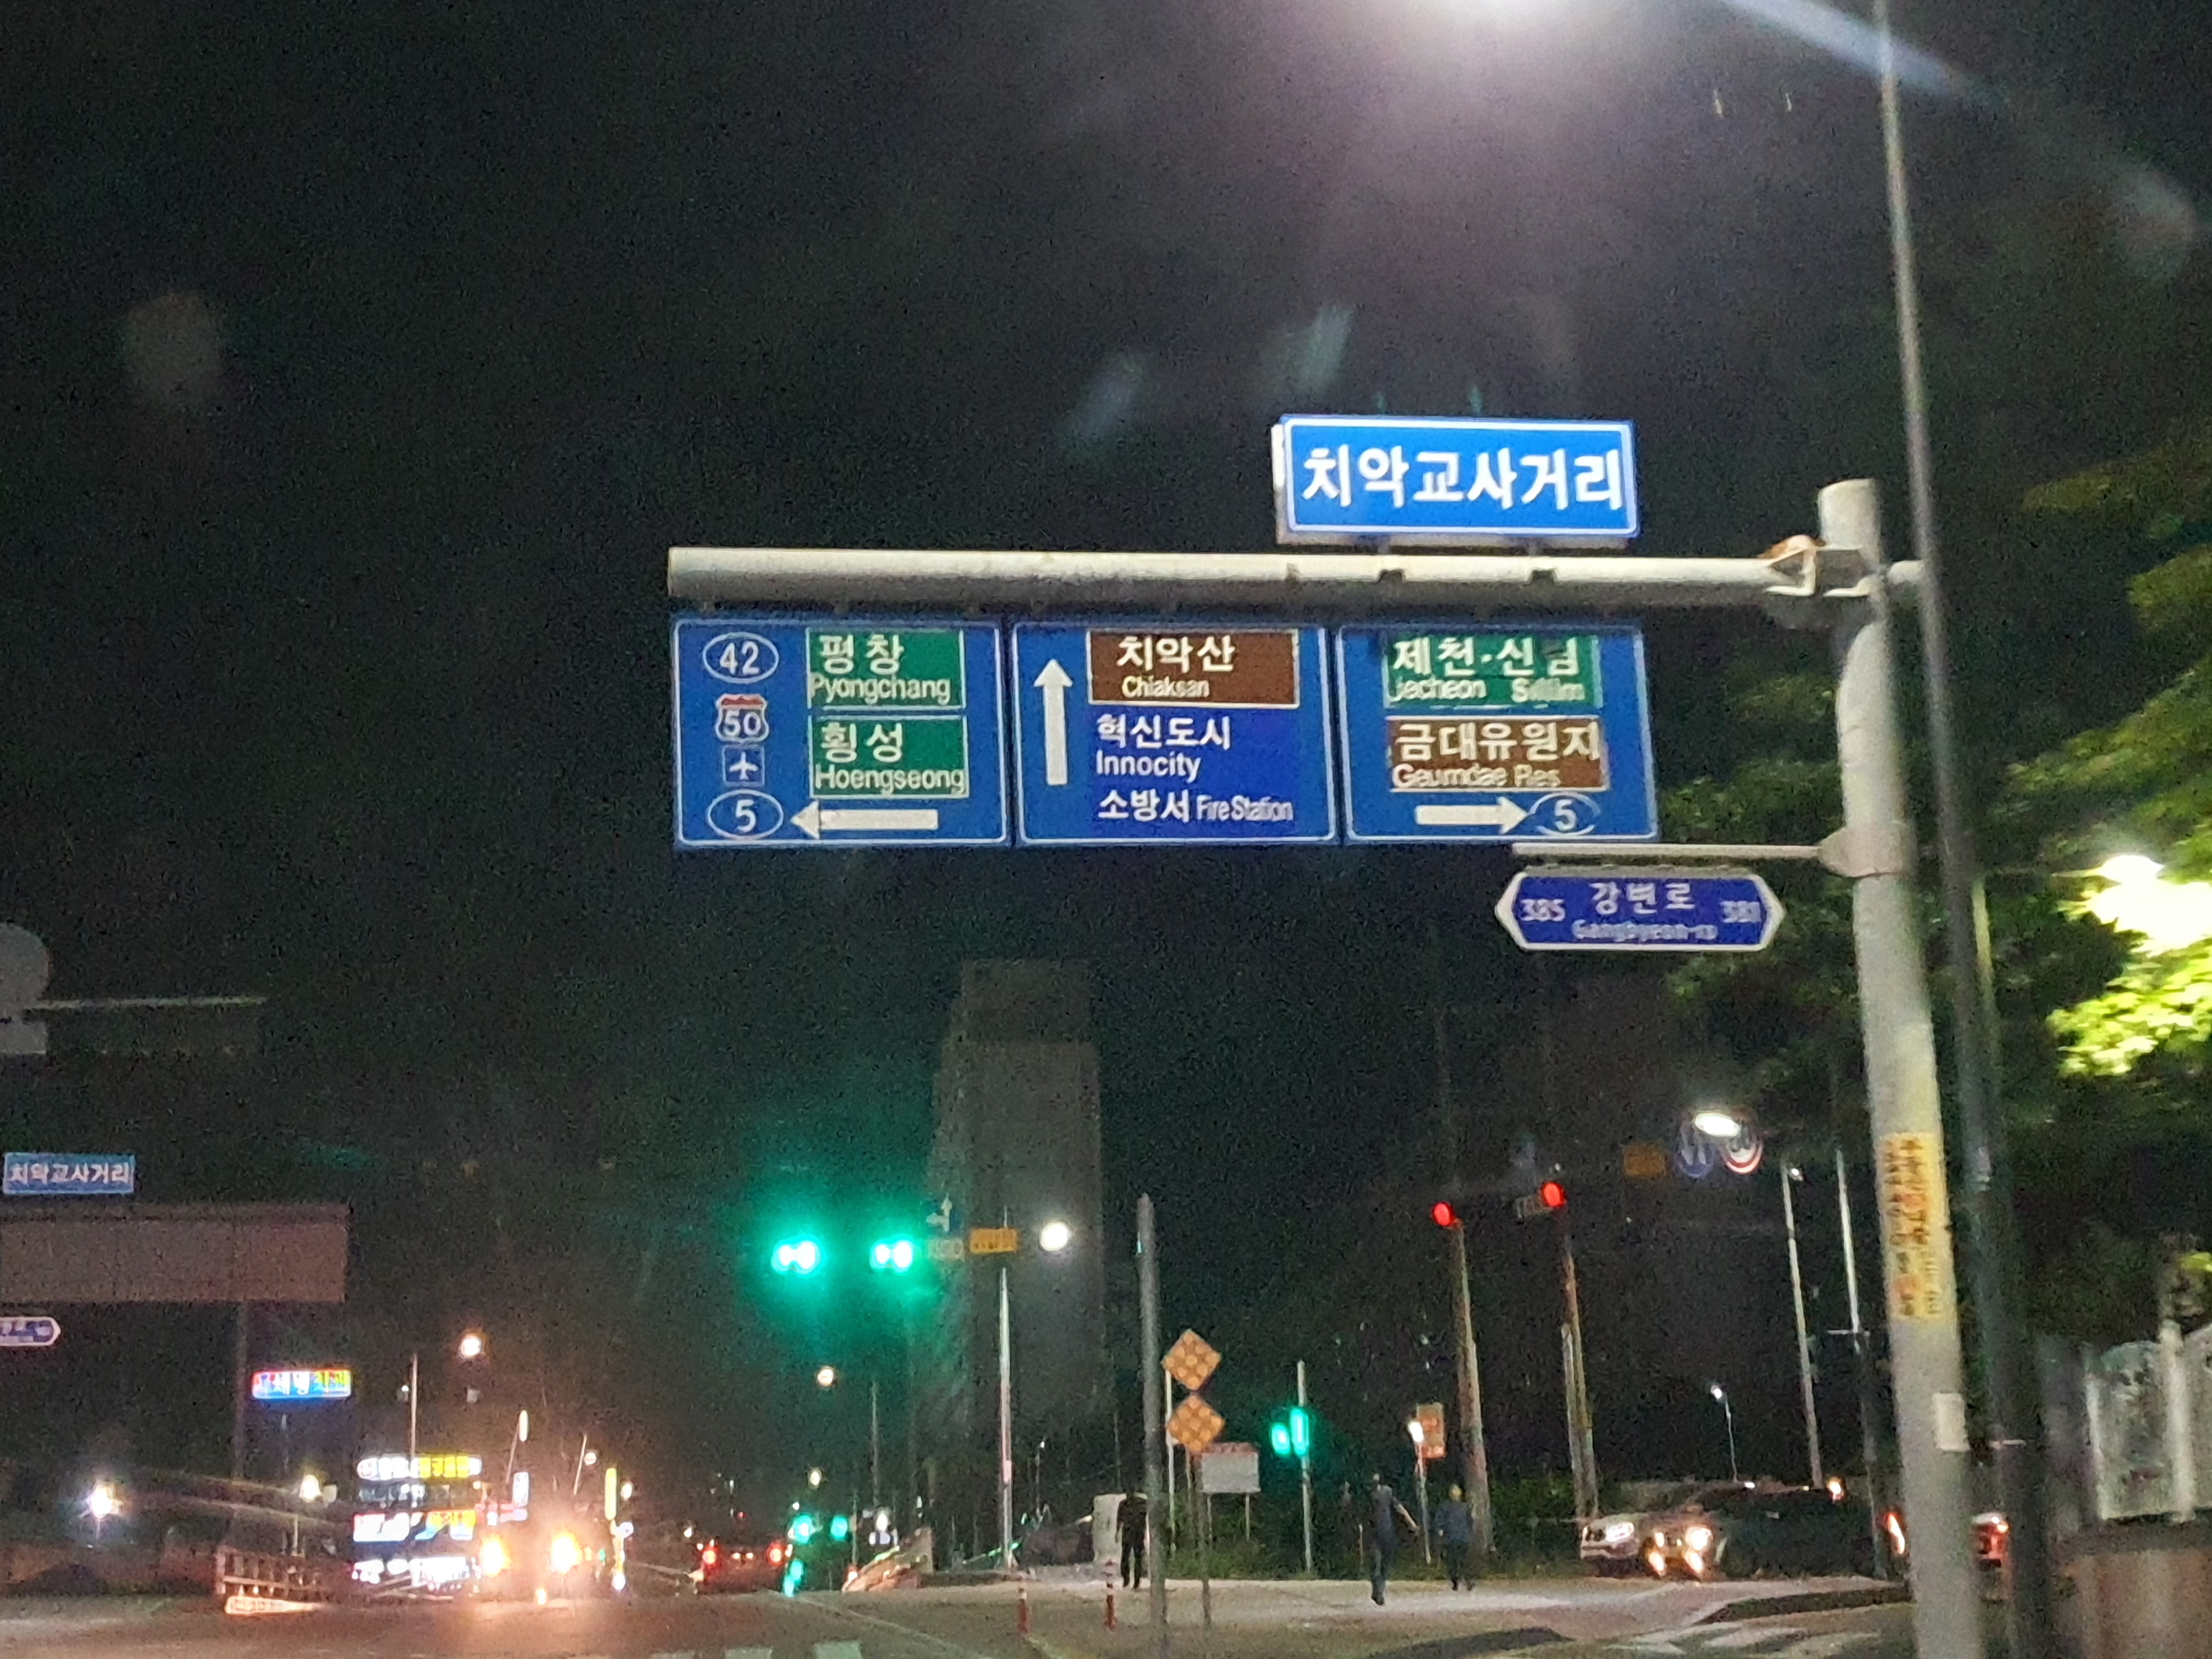 치악교사거리
42
평창
Pyongchang
50
횡성
Hoengseong
5
치악산
Chiaksan
혁신도시
Innocity
소방서 Fire Station
제천·신림
Jecheon Sillim
금대유원지
Geumdae Res
5
385 강변로 381
Gangbyeon-ro
치악교사거리